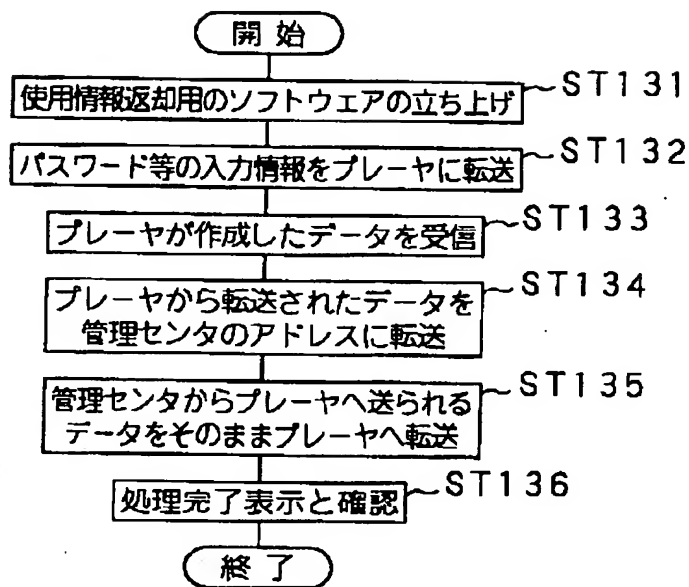 開始
使用情報返却用のソフトウェアの立ち上げ ST131
パスワード等の入力情報をプレーヤに転送 ST132
プレーヤが作成したデータを受信 ST133
プレーヤから転送されたデータを ST134
管理センタのアドレスに転送
管理センタからプレーヤへ送られる ST135
データをそのままプレーヤへ転送
処理完了表示と確認 ST136
終了